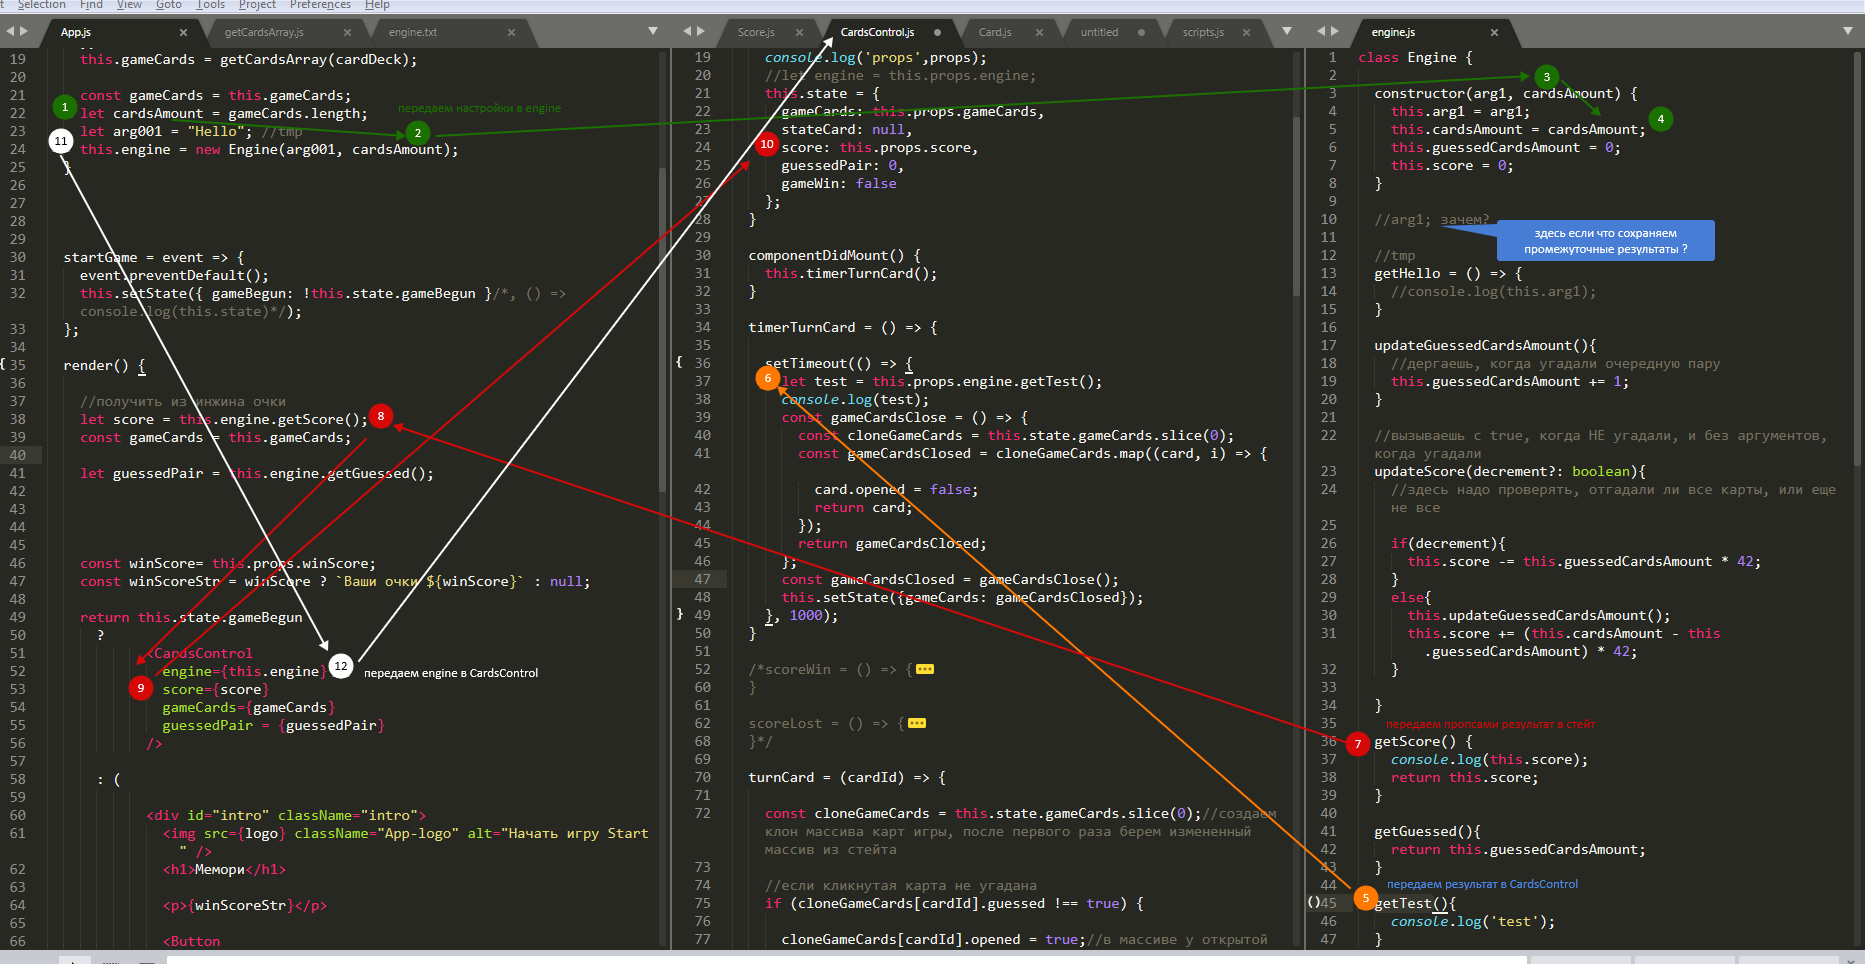 t Selection Find View Goto Tools Project Preferences Help
App.js ×
getCardsArray.js ×
engine.txt ×
19 this.gameCards = getCardsArray(cardDeck);
20
21 const gameCards = this.gameCards;
1
передаем настройки в engine
22 let cardsAmount = gameCards.length;
23 let arg001 = "Hello"; //tmp
2
11
24 this.engine = new Engine(arg001, cardsAmount);
25 }
26
27
28
29
30 startGame = event => {
31 event.preventDefault();
32 this.setState({ gameBegun: !this.state.gameBegun }/*, () =>
console.log(this.state)*/);
33 };
34
{ 35 render() {
36
37 //получить из инжина очки
38 let score = this.engine.getScore();
8
39 const gameCards = this.gameCards;
40
41 let guessedPair = this.engine.getGuessed();
42
43
44
45
46 const winScore= this.props.winScore;
47 const winScoreStr = winScore ? `Ваши очки ${winScore}` : null;
48
49 return this.state.gameBegun
50 ?
51 <CardsControl
52 engine={this.engine}
12
передаем engine в CardsControl
9
53 score={score}
54 gameCards={gameCards}
55 guessedPair = {guessedPair}
56 />
57
58 : (
59
60 <div id="intro" className="intro">
61 <img src={logo} className="App-logo" alt="Начать игру Start
" />
62 <h1>Мемори</h1>
63
64 <p>{winScoreStr}</p>
65
66 <Button
Score.js ×
CardsControl.js
Card.js ×
untitled
scripts.js ×
19 console.log('props',props);
20 //let engine = this.props.engine;
21 this.state = {
22 gameCards: this.props.gameCards,
23 stateCard: null,
10
24 score: this.props.score,
25 guessedPair: 0,
26 gameWin: false
27 };
28 }
29
30 componentDidMount() {
31 this.timerTurnCard();
32 }
33
34 timerTurnCard = () => {
35
{ 36 setTimeout(() => {
6
37 let test = this.props.engine.getTest();
38 console.log(test);
39 const gameCardsClose = () => {
40 const cloneGameCards = this.state.gameCards.slice(0);
41 const gameCardsClosed = cloneGameCards.map((card, i) => {
42 card.opened = false;
43 return card;
44 });
45 return gameCardsClosed;
46 };
47 const gameCardsClosed = gameCardsClose();
48 this.setState({gameCards: gameCardsClosed});
} 49 }, 1000);
50 }
51
52 /*scoreWin = () => {
60 }
61
62 scoreLost = () => {
68 }*/
69
70 turnCard = (cardId) => {
71
72 const cloneGameCards = this.state.gameCards.slice(0);//создаем
клон массива карт игры, после первого раза берем измененный
массив из стейта
73
74 //если кликнутая карта не угадана
75 if (cloneGameCards[cardId].guessed !== true) {
76
77 cloneGameCards[cardId].opened = true;//в массиве у открытой
engine.js ×
1 class Engine {
2
3
3 constructor(arg1, cardsAmount) {
4 this.arg1 = arg1;
4
5 this.cardsAmount = cardsAmount;
6 this.guessedCardsAmount = 0;
7 this.score = 0;
8 }
9
10 //arg1; зачем?
здесь если что сохраняем
промежуточные результаты ?
11
12 //tmp
13 getHello = () => {
14 //console.log(this.arg1);
15 }
16
17 updateGuessedCardsAmount(){
18 //дергаешь, когда угадали очередную пару
19 this.guessedCardsAmount += 1;
20 }
21
22 //вызываешь с true, когда НЕ угадали, и без аргументов,
когда угадали
23 updateScore(decrement?: boolean){
24 //здесь надо проверять, отгадали ли все карты, или еще
не все
25
26 if(decrement){
27 this.score -= this.guessedCardsAmount * 42;
28 }
29 else{
30 this.updateGuessedCardsAmount();
31 this.score += (this.cardsAmount - this
.guessedCardsAmount) * 42;
32 }
33
34 }
35 передаем пропсами результат в стейт
7
36 getScore() {
37 console.log(this.score);
38 return this.score;
39 }
40
41 getGuessed(){
42 return this.guessedCardsAmount;
43 }
44 передаем результат в CardsControl
5
() 45 getTest(){
46 console.log('test');
47 }